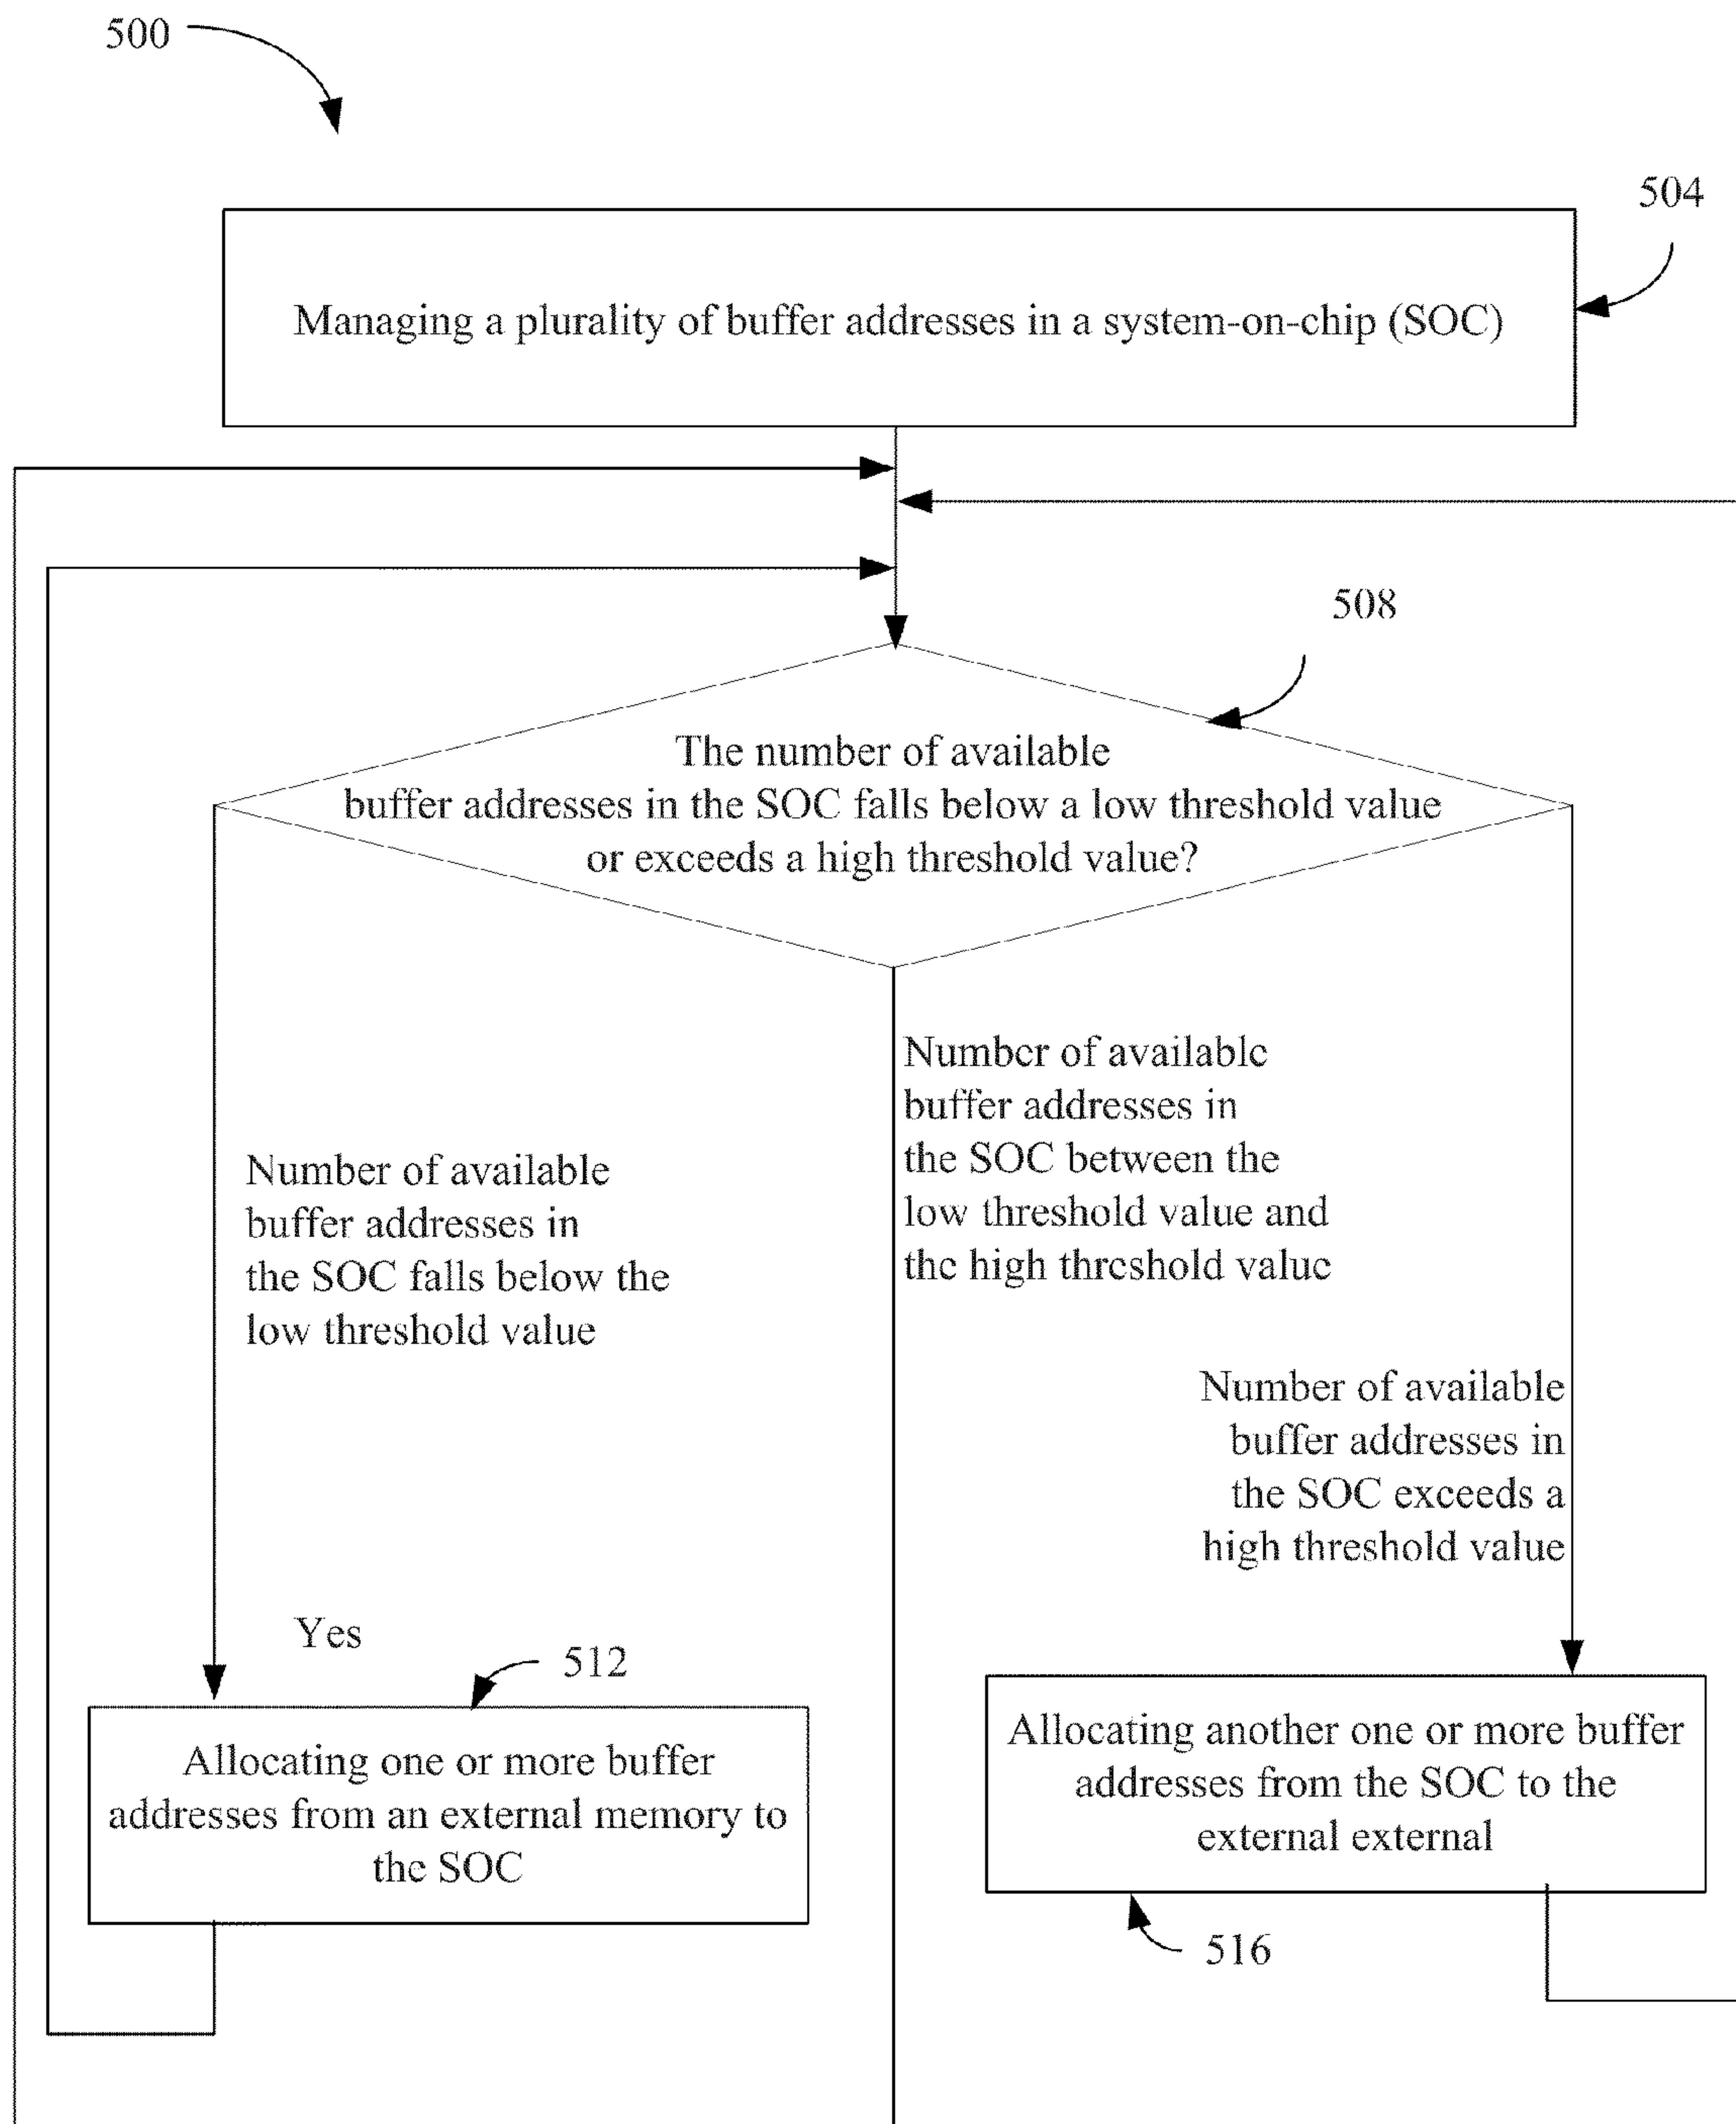 500
504
Managing a plurality of buffer addresses in a system-on-chip (SOC)
508
The number of available
buffer addresses in the SOC falls below a low threshold value
or exceeds a high threshold value?
Number of available
buffer addresses in
the SOC between the
low threshold value and
the high threshold value
Number of available
buffer addresses in
the SOC falls below the
low threshold value
Number of available
buffer addresses in
the SOC exceeds a
high threshold value
Yes
512
Allocating one or more buffer
addresses from an external memory to
the SOC
Allocating another one or more buffer
addresses from the SOC to the
external external
516